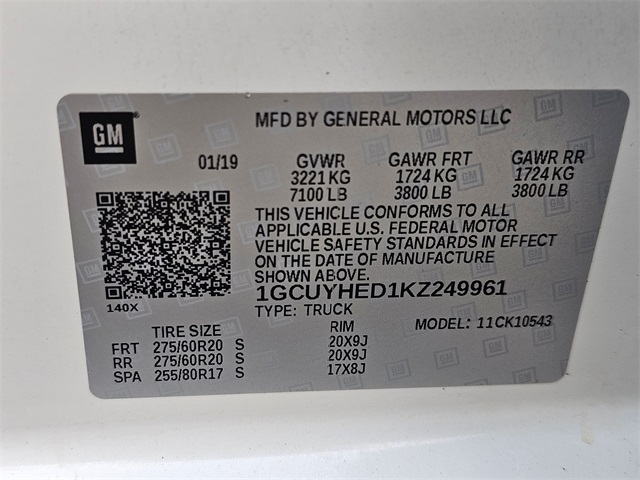 GM
MFD BY GENERAL MOTORS LLC
01/19 GVWR GAWR FRT GAWR RR
3221 KG 1724 KG 1724 KG
7100 LB 3800 LB 3800 LB
THIS VEHICLE CONFORMS TO ALL
APPLICABLE U.S. FEDERAL MOTOR
VEHICLE SAFETY STANDARDS IN EFFECT
ON THE DATE OF MANUFACTURE
SHOWN ABOVE.
140X
1GCUYHED1KZ249961
TYPE: TRUCK
MODEL: 11CK10543
TIRE SIZE RIM
FRT 275/60R20 S 20X9J
RR 275/60R20 S 20X9J
SPA 255/80R17 S 17X8J